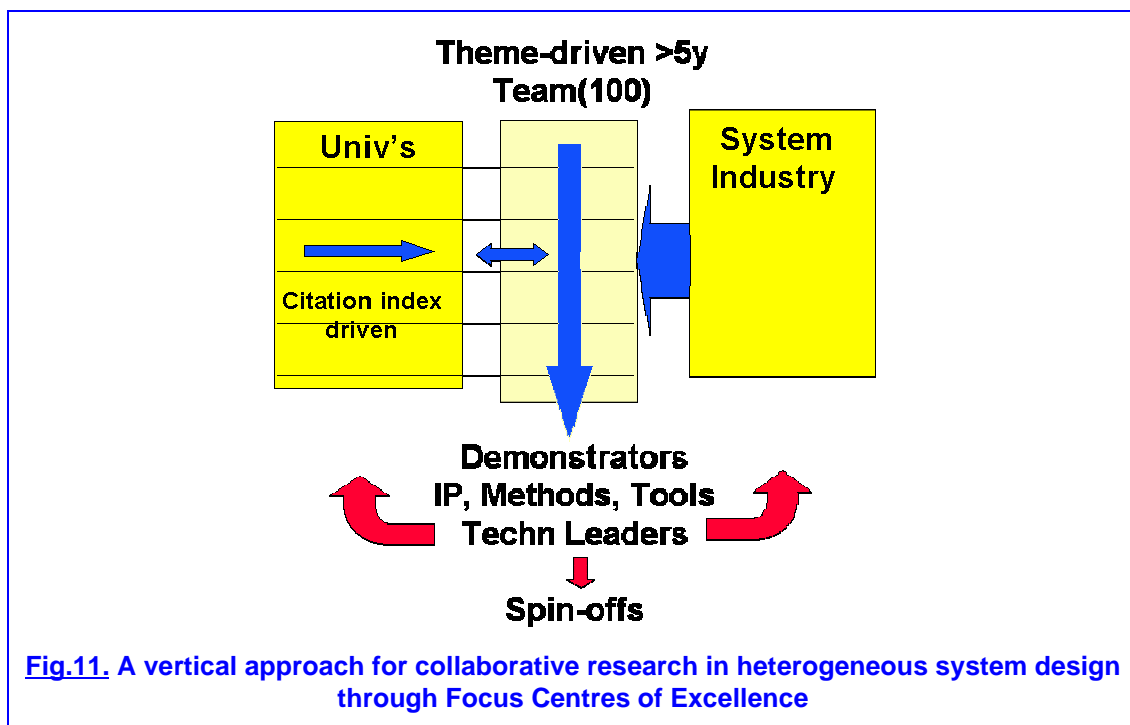 Theme-driven >5y
Team(100)
Univ's
System
Industry
Citation index
driven
Demonstrators
IP, Methods, Tools
Techn Leaders
Spin-offs
Fig.11. A vertical approach for collaborative research in heterogeneous system design
through Focus Centres of Excellence